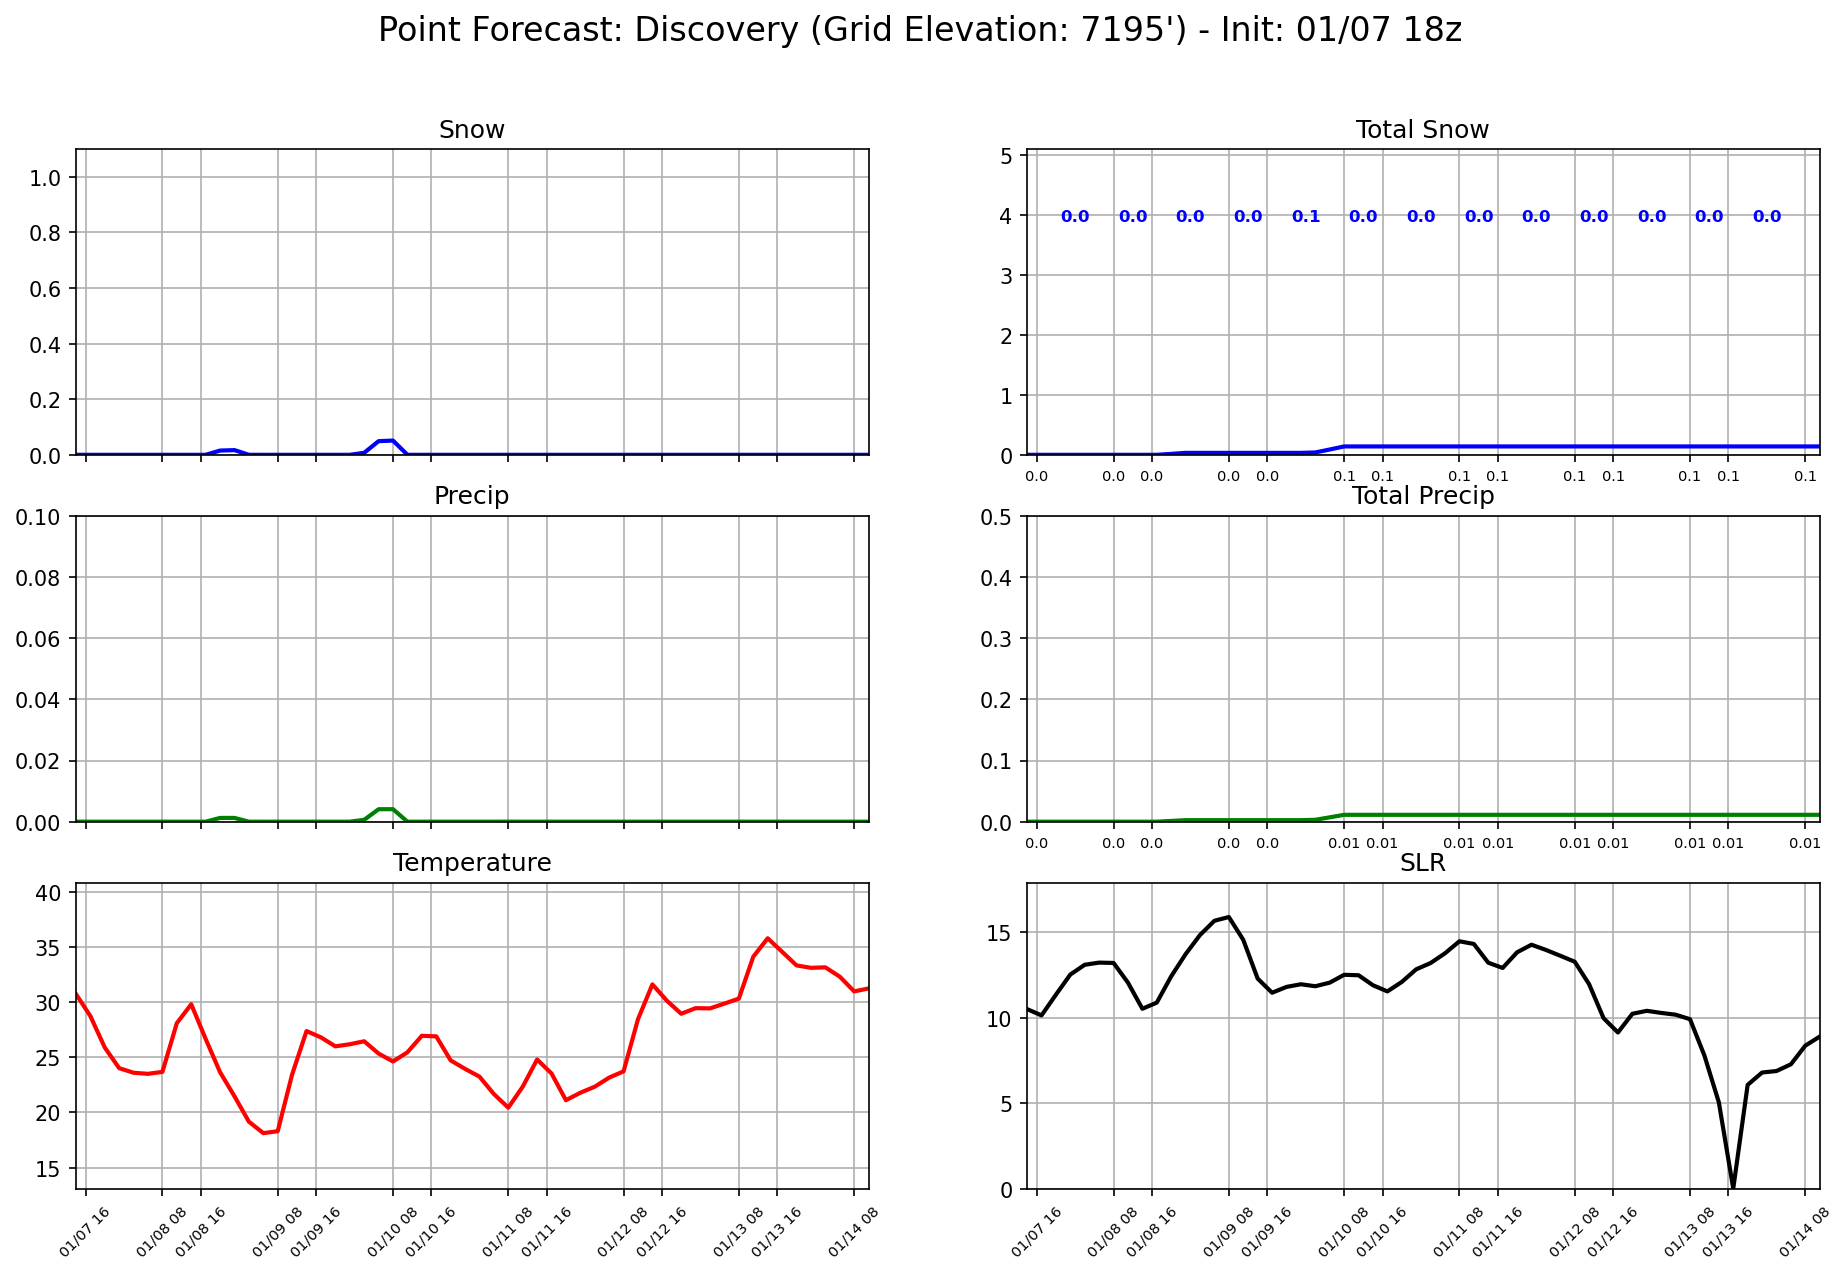 Point Forecast: Discovery (Grid Elevation: 7195') - Init: 01/07 18z
Snow
1.0
0.8
0.6
0.4
0.2
0.0
Total Snow
5
4
3
2
1
0
0.0 0.0 0.0 0.0 0.1 0.0 0.0 0.0 0.0 0.0 0.0 0.0 0.0
0.0 0.0 0.0 0.0 0.0 0.1 0.1 0.1 0.1 0.1 0.1 0.1 0.1 0.1
Precip
0.10
0.08
0.06
0.04
0.02
0.00
Total Precip
0.5
0.4
0.3
0.2
0.1
0.0
0.0 0.0 0.0 0.0 0.0 0.01 0.01 0.01 0.01 0.01 0.01 0.01 0.01 0.01
Temperature
40
35
30
25
20
15
01/07 16 01/08 08 01/08 16 01/09 08 01/09 16 01/10 08 01/10 16 01/11 08 01/11 16 01/12 08 01/12 16 01/13 08 01/13 16 01/14 08
SLR
15
10
5
0
01/07 16 01/08 08 01/08 16 01/09 08 01/09 16 01/10 08 01/10 16 01/11 08 01/11 16 01/12 08 01/12 16 01/13 08 01/13 16 01/14 08